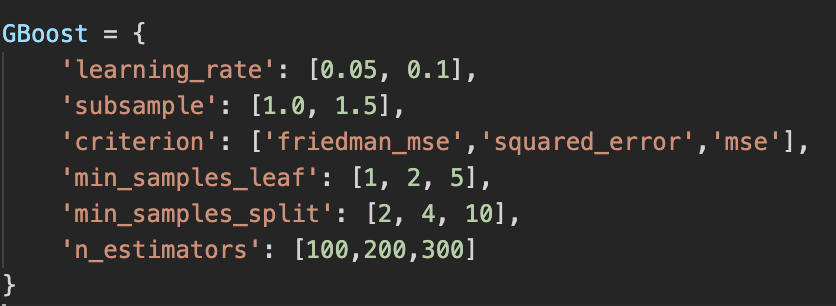 GBoost = {
    'learning_rate': [0.05, 0.1],
    'subsample': [1.0, 1.5],
    'criterion': ['friedman_mse','squared_error','mse'],
    'min_samples_leaf': [1, 2, 5],
    'min_samples_split': [2, 4, 10],
    'n_estimators': [100,200,300]
}